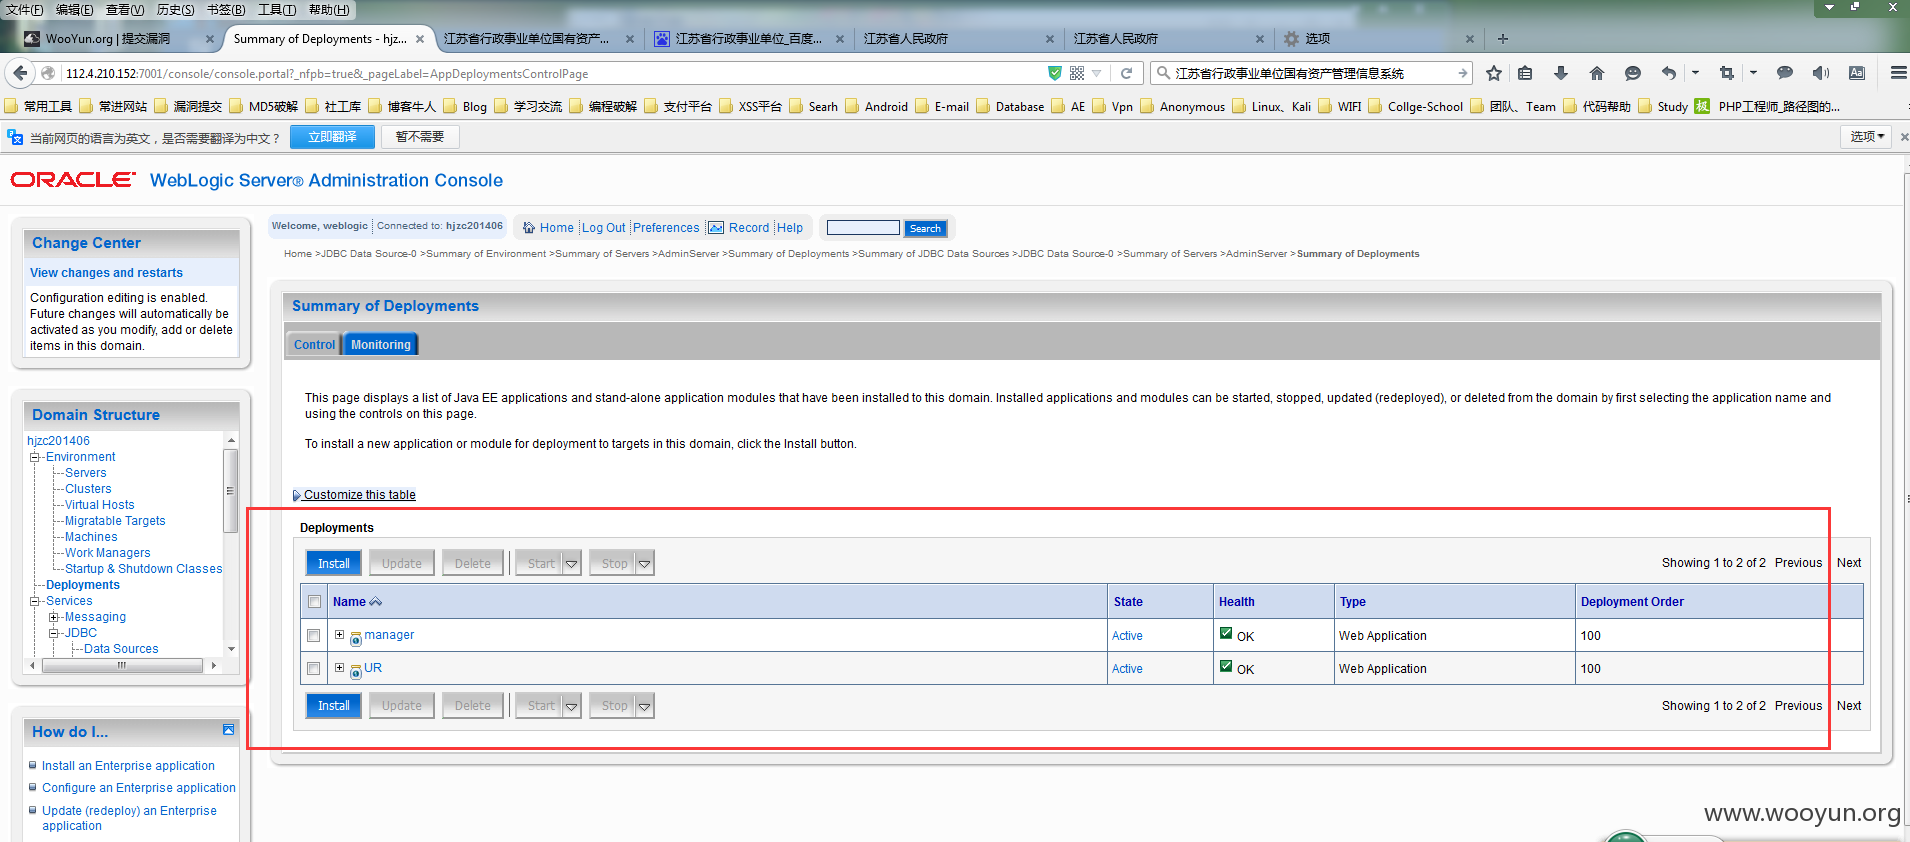 文件(F) 编辑(E) 查看(V) 历史(S) 书签(B) 工具(T) 帮助(H)
WooYun.org | 提交漏洞 Summary of Deployments - hjz... 江苏省行政事业单位国有资产... 江苏省行政事业单位_百度... 江苏省人民政府 江苏省人民政府 选项
112.4.210.152:7001/console/console.portal?_nfpb=true&_pageLabel=AppDeploymentsControlPage 江苏省行政事业单位国有资产管理信息系统
常用工具 常进网站 漏洞提交 MD5破解 社工库 博客牛人 Blog 学习交流 编程破解 支付平台 XSS平台 Searh Android E-mail Database AE Vpn Anonymous Linux、Kali WIFI Collge-School 团队、Team 代码帮助 Study 极 PHP工程师_路径图的...
当前网页的语言为英文，是否需要翻译为中文？ 立即翻译 暂不需要 选项
ORACLE WebLogic Server® Administration Console
Change Center
View changes and restarts
Configuration editing is enabled.
Future changes will automatically be
activated as you modify, add or delete
items in this domain.
Domain Structure
hjzc201406
Environment
Servers
Clusters
Virtual Hosts
Migratable Targets
Machines
Work Managers
Startup & Shutdown Classes
Deployments
Services
Messaging
JDBC
Data Sources
How do I...
Install an Enterprise application
Configure an Enterprise application
Update (redeploy) an Enterprise
application
Welcome, weblogic Connected to: hjzc201406 Home Log Out Preferences Record Help Search
Home >JDBC Data Source-0 >Summary of Environment >Summary of Servers >AdminServer >Summary of Deployments >Summary of JDBC Data Sources >JDBC Data Source-0 >Summary of Servers >AdminServer >Summary of Deployments
Summary of Deployments
Control Monitoring
This page displays a list of Java EE applications and stand-alone application modules that have been installed to this domain. Installed applications and modules can be started, stopped, updated (redeployed), or deleted from the domain by first selecting the application name and
using the controls on this page.
To install a new application or module for deployment to targets in this domain, click the Install button.
Customize this table
Deployments
Install Update Delete Start Stop Showing 1 to 2 of 2 Previous Next
Name State Health Type Deployment Order
manager Active OK Web Application 100
UR Active OK Web Application 100
Install Update Delete Start Stop Showing 1 to 2 of 2 Previous Next
www.wooyun.org